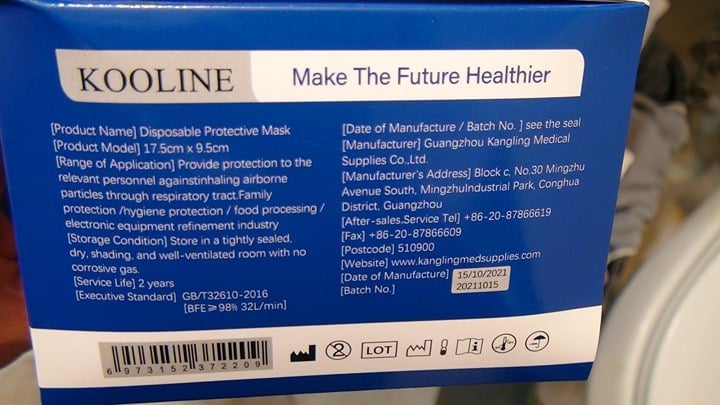 KOOLINE
Make The Future Healthier
[Product Name] Disposable Protective Mask
[Product Model] 17.5cm x 9.5cm
[Range of Application] Provide protection to the
relevant personnel againstinhaling airborne
particles through respiratory tract.Family
protection /hygiene protection / food processing /
electronic equipment refinement industry
[Storage Condition] Store in a tightly sealed,
dry, shading, and well-ventilated room with no
corrosive gas.
[Service Life] 2 years
[Executive Standard] GB/T32610-2016
[BFE≥98% 32L/min]
[Date of Manufacture / Batch No. ] see the seal
[Manufacturer] Guangzhou Kangling Medical
Supplies Co.,Ltd.
[Manufacturer's Address] Block c, No.30 Mingzhu
Avenue South, MingzhuIndustrial Park, Conghua
District, Guangzhou
[After-sales.Service Tel] +86-20-87866619
[Fax] +86-20-87866609
[Postcode] 510900
[Website] www.kanglingmedsupplies.com
[Date of Manufacture] 15/10/2021
[Batch No.] 20211015
6973152372209
2
LOT